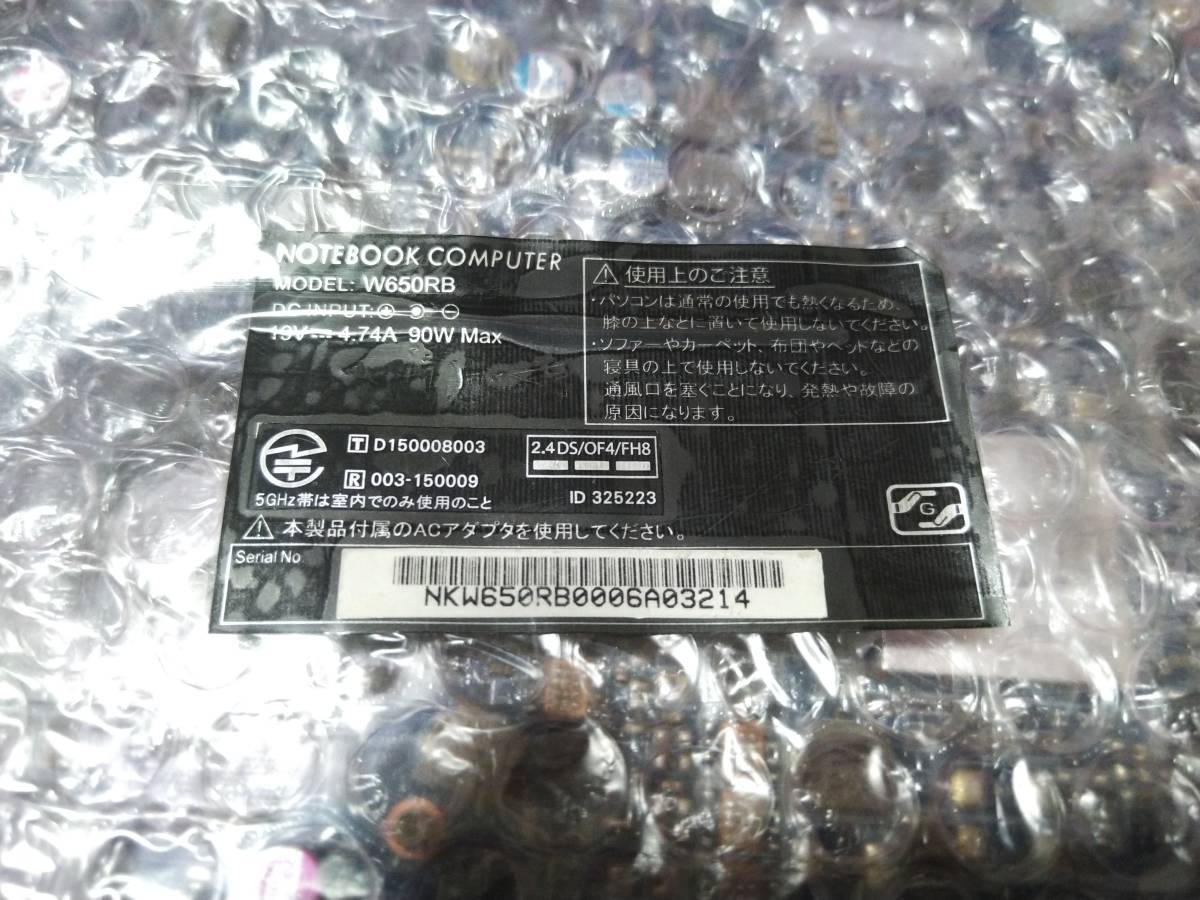 NOTEBOOK COMPUTER
MODEL: W650RB
DC INPUT:
19V 4.74A 90W Max
使用上のご注意
・パソコンは通常の使用でも熱くなるため、
膝の上などに置いて使用しないでください。
・ソファーやカーペット、布団やベッドなどの
寝具の上で使用しないでください。
通風口を塞ぐことになり、発熱や故障の
原因になります。
T D150008003
R 003-150009
5GHz帯は室内でのみ使用のこと
2.4DS/OF4/FH8
ID 325223
G
本製品付属のACアダプタを使用してください。
Serial No
NKW650RB0006A03214